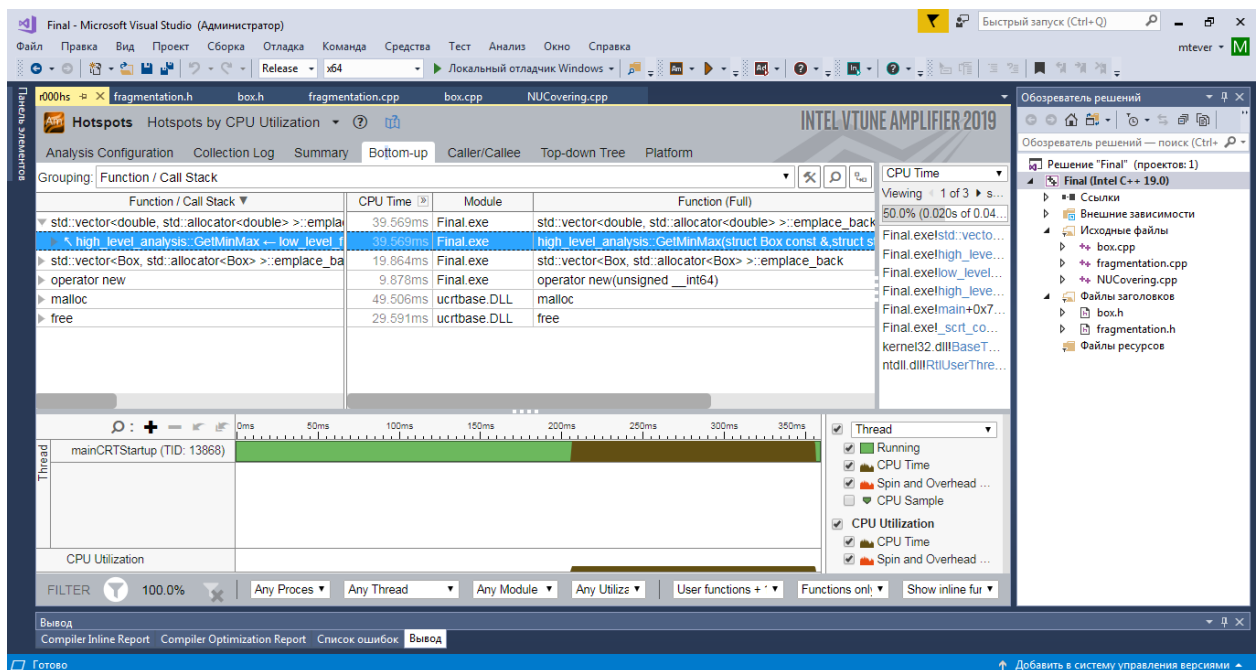 Final - Microsoft Visual Studio (Администратор)
Быстрый запуск (Ctrl+Q)
Файл Правка Вид Проект Сборка Отладка Команда Средства Тест Анализ Окно Справка
mtever M
Release x64 Локальный отладчик Windows
Панель элементов
r000hs fragmentation.h box.h fragmentation.cpp box.cpp NUCovering.cpp
Hotspots Hotspots by CPU Utilization
INTEL VTUNE AMPLIFIER 2019
Analysis Configuration Collection Log Summary Bottom-up Caller/Callee Top-down Tree Platform
Grouping: Function / Call Stack
Function / Call Stack CPU Time Module Function (Full)
std::vector<double, std::allocator<double> >::emplac 39.569ms Final.exe std::vector<double, std::allocator<double> >::emplace_back
high_level_analysis::GetMinMax ← low_level_f 39.569ms Final.exe high_level_analysis::GetMinMax(struct Box const &,struct st
std::vector<Box, std::allocator<Box> >::emplace_ba 19.864ms Final.exe std::vector<Box, std::allocator<Box> >::emplace_back
operator new 9.878ms Final.exe operator new(unsigned __int64)
malloc 49.506ms ucrtbase.DLL malloc
free 29.591ms ucrtbase.DLL free
CPU Time
Viewing 1 of 3 s...
50.0% (0.020s of 0.04...
Final.exe!std::vecto...
Final.exe!high_leve...
Final.exe!low_level...
Final.exe!high_leve...
Final.exe!main+0x7...
Final.exe!_scrt_co...
kernel32.dll!BaseT...
ntdll.dll!RtlUserThre...
0ms 50ms 100ms 150ms 200ms 250ms 300ms 350ms
Thread
mainCRTStartup (TID: 13868)
CPU Utilization
Thread
Running
CPU Time
Spin and Overhead ...
CPU Sample
CPU Utilization
CPU Time
Spin and Overhead ...
FILTER 100.0% Any Proces Any Thread Any Module Any Utiliza User functions + Functions only Show inline fur
Обозреватель решений
Обозреватель решений — поиск (Ctrl+
Решение "Final" (проектов: 1)
Final (Intel C++ 19.0)
Ссылки
Внешние зависимости
Исходные файлы
box.cpp
fragmentation.cpp
NUCovering.cpp
Файлы заголовков
box.h
fragmentation.h
Файлы ресурсов
Вывод
Compiler Inline Report Compiler Optimization Report Список ошибок Вывод
Готово
Добавить в систему управления версиями